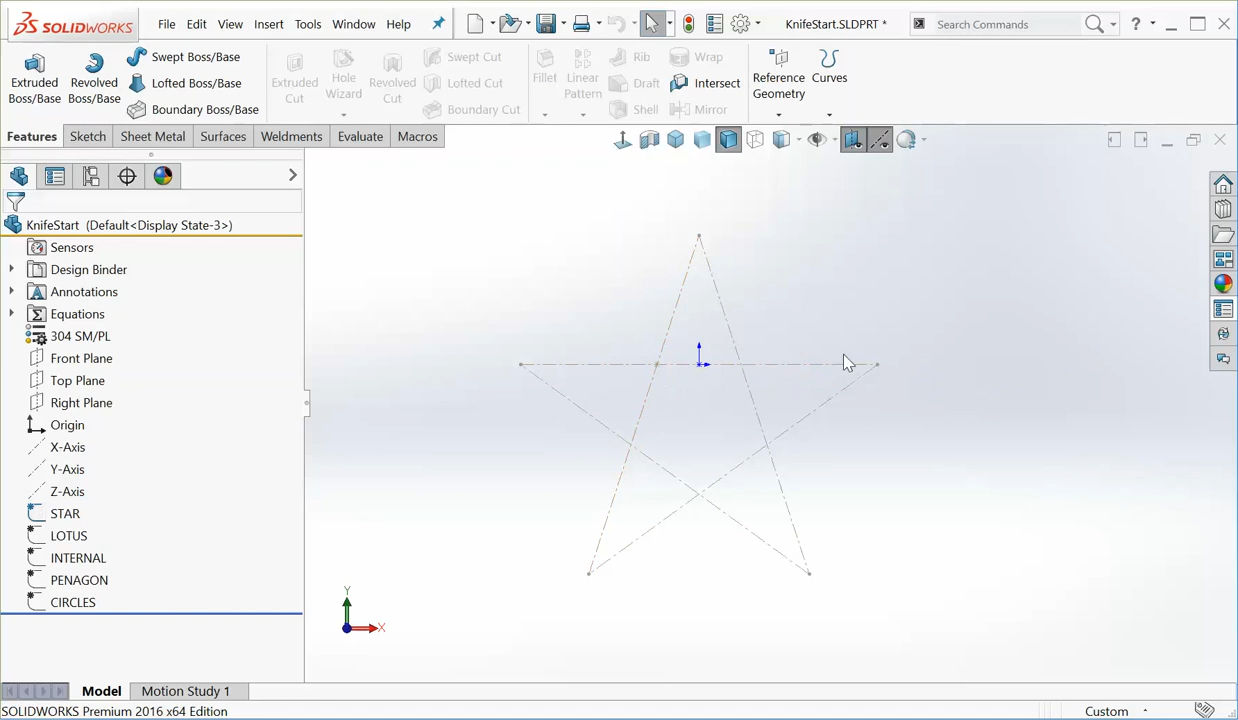 SOLIDWORKS File Edit View Insert Tools Window Help KnifeStart.SLDPRT * Search Commands ?
Extruded Boss/Base
Revolved Boss/Base
Swept Boss/Base
Lofted Boss/Base
Boundary Boss/Base
Extruded Cut
Hole Wizard
Revolved Cut
Swept Cut
Lofted Cut
Boundary Cut
Fillet
Linear Pattern
Rib
Draft
Shell
Wrap
Intersect
Mirror
Reference Geometry
Curves
Features Sketch Sheet Metal Surfaces Weldments Evaluate Macros
KnifeStart (Default<Display State-3>)
Sensors
Design Binder
Annotations
Equations
304 SM/PL
Front Plane
Top Plane
Right Plane
Origin
X-Axis
Y-Axis
Z-Axis
STAR
LOTUS
INTERNAL
PENAGON
CIRCLES
Y
X
Model Motion Study 1
SOLIDWORKS Premium 2016 x64 Edition Custom